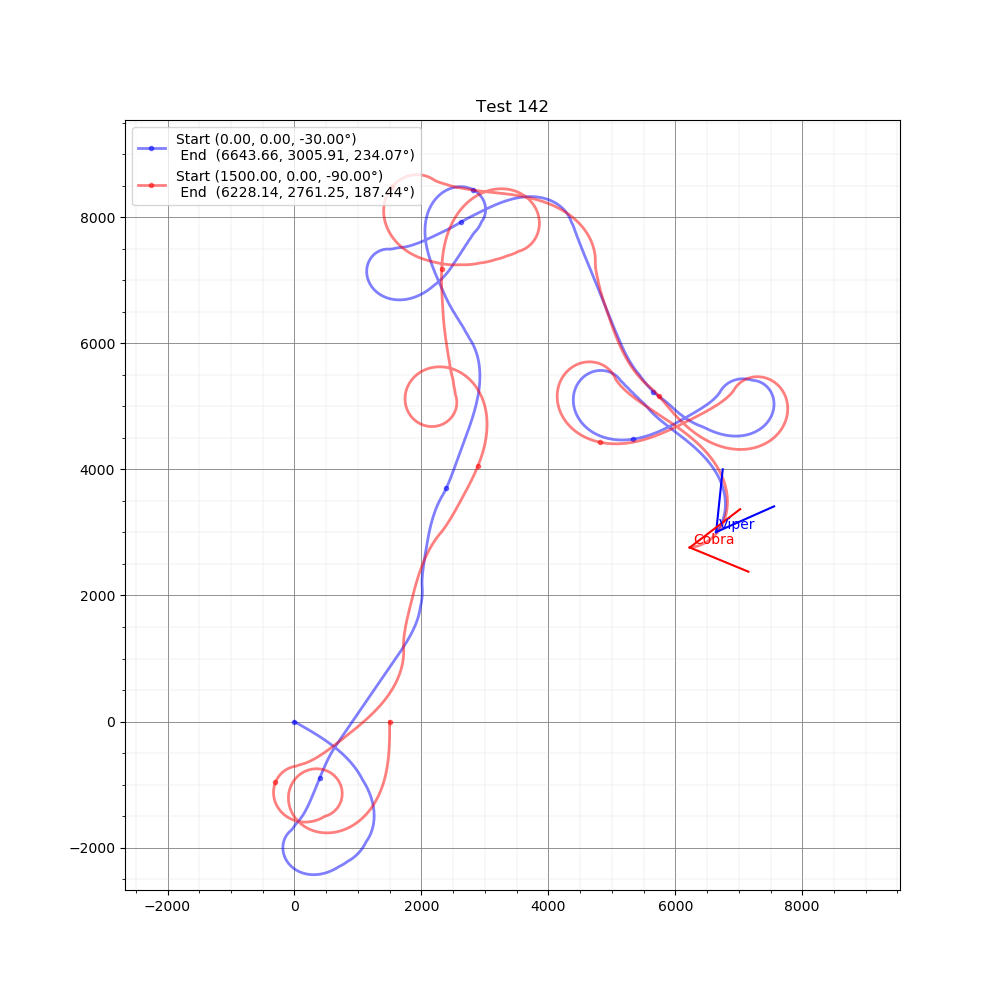 Test 142
Start (0.00, 0.00, -30.00°)
End (6643.66, 3005.91, 234.07°)
Start (1500.00, 0.00, -90.00°)
End (6228.14, 2761.25, 187.44°)
8000
6000
4000
Viper
Cobra
2000
0
−2000
−2000
0
2000
4000
6000
8000